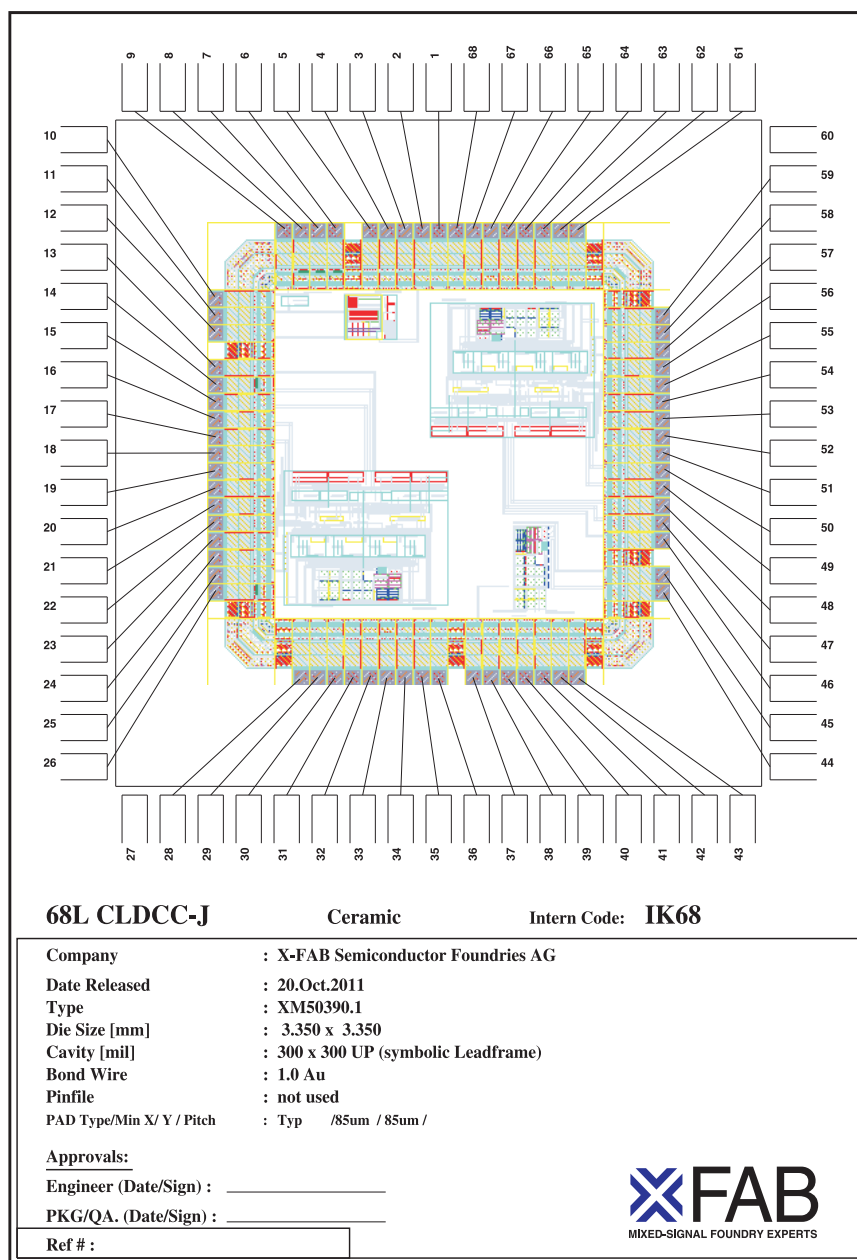 9 8 7 6 5 4 3 2 1 68 67 66 65 64 63 62 61
10 60
11 59
12 58
13 57
14 56
15 55
16 54
17 53
18 52
19 51
20 50
21 49
22 48
23 47
24 46
25 45
26 44
27 28 29 30 31 32 33 34 35 36 37 38 39 40 41 42 43
68L CLDCC-J Ceramic Intern Code: IK68
Company : X-FAB Semiconductor Foundries AG
Date Released : 20.Oct.2011
Type : XM50390.1
Die Size [mm] : 3.350 x 3.350
Cavity [mil] : 300 x 300 UP (symbolic Leadframe)
Bond Wire : 1.0 Au
Pinfile : not used
PAD Type/Min X/ Y / Pitch : Typ /85um / 85um /
Approvals:
Engineer (Date/Sign) :
PKG/QA. (Date/Sign) :
Ref # :
XFAB
MIXED-SIGNAL FOUNDRY EXPERTS